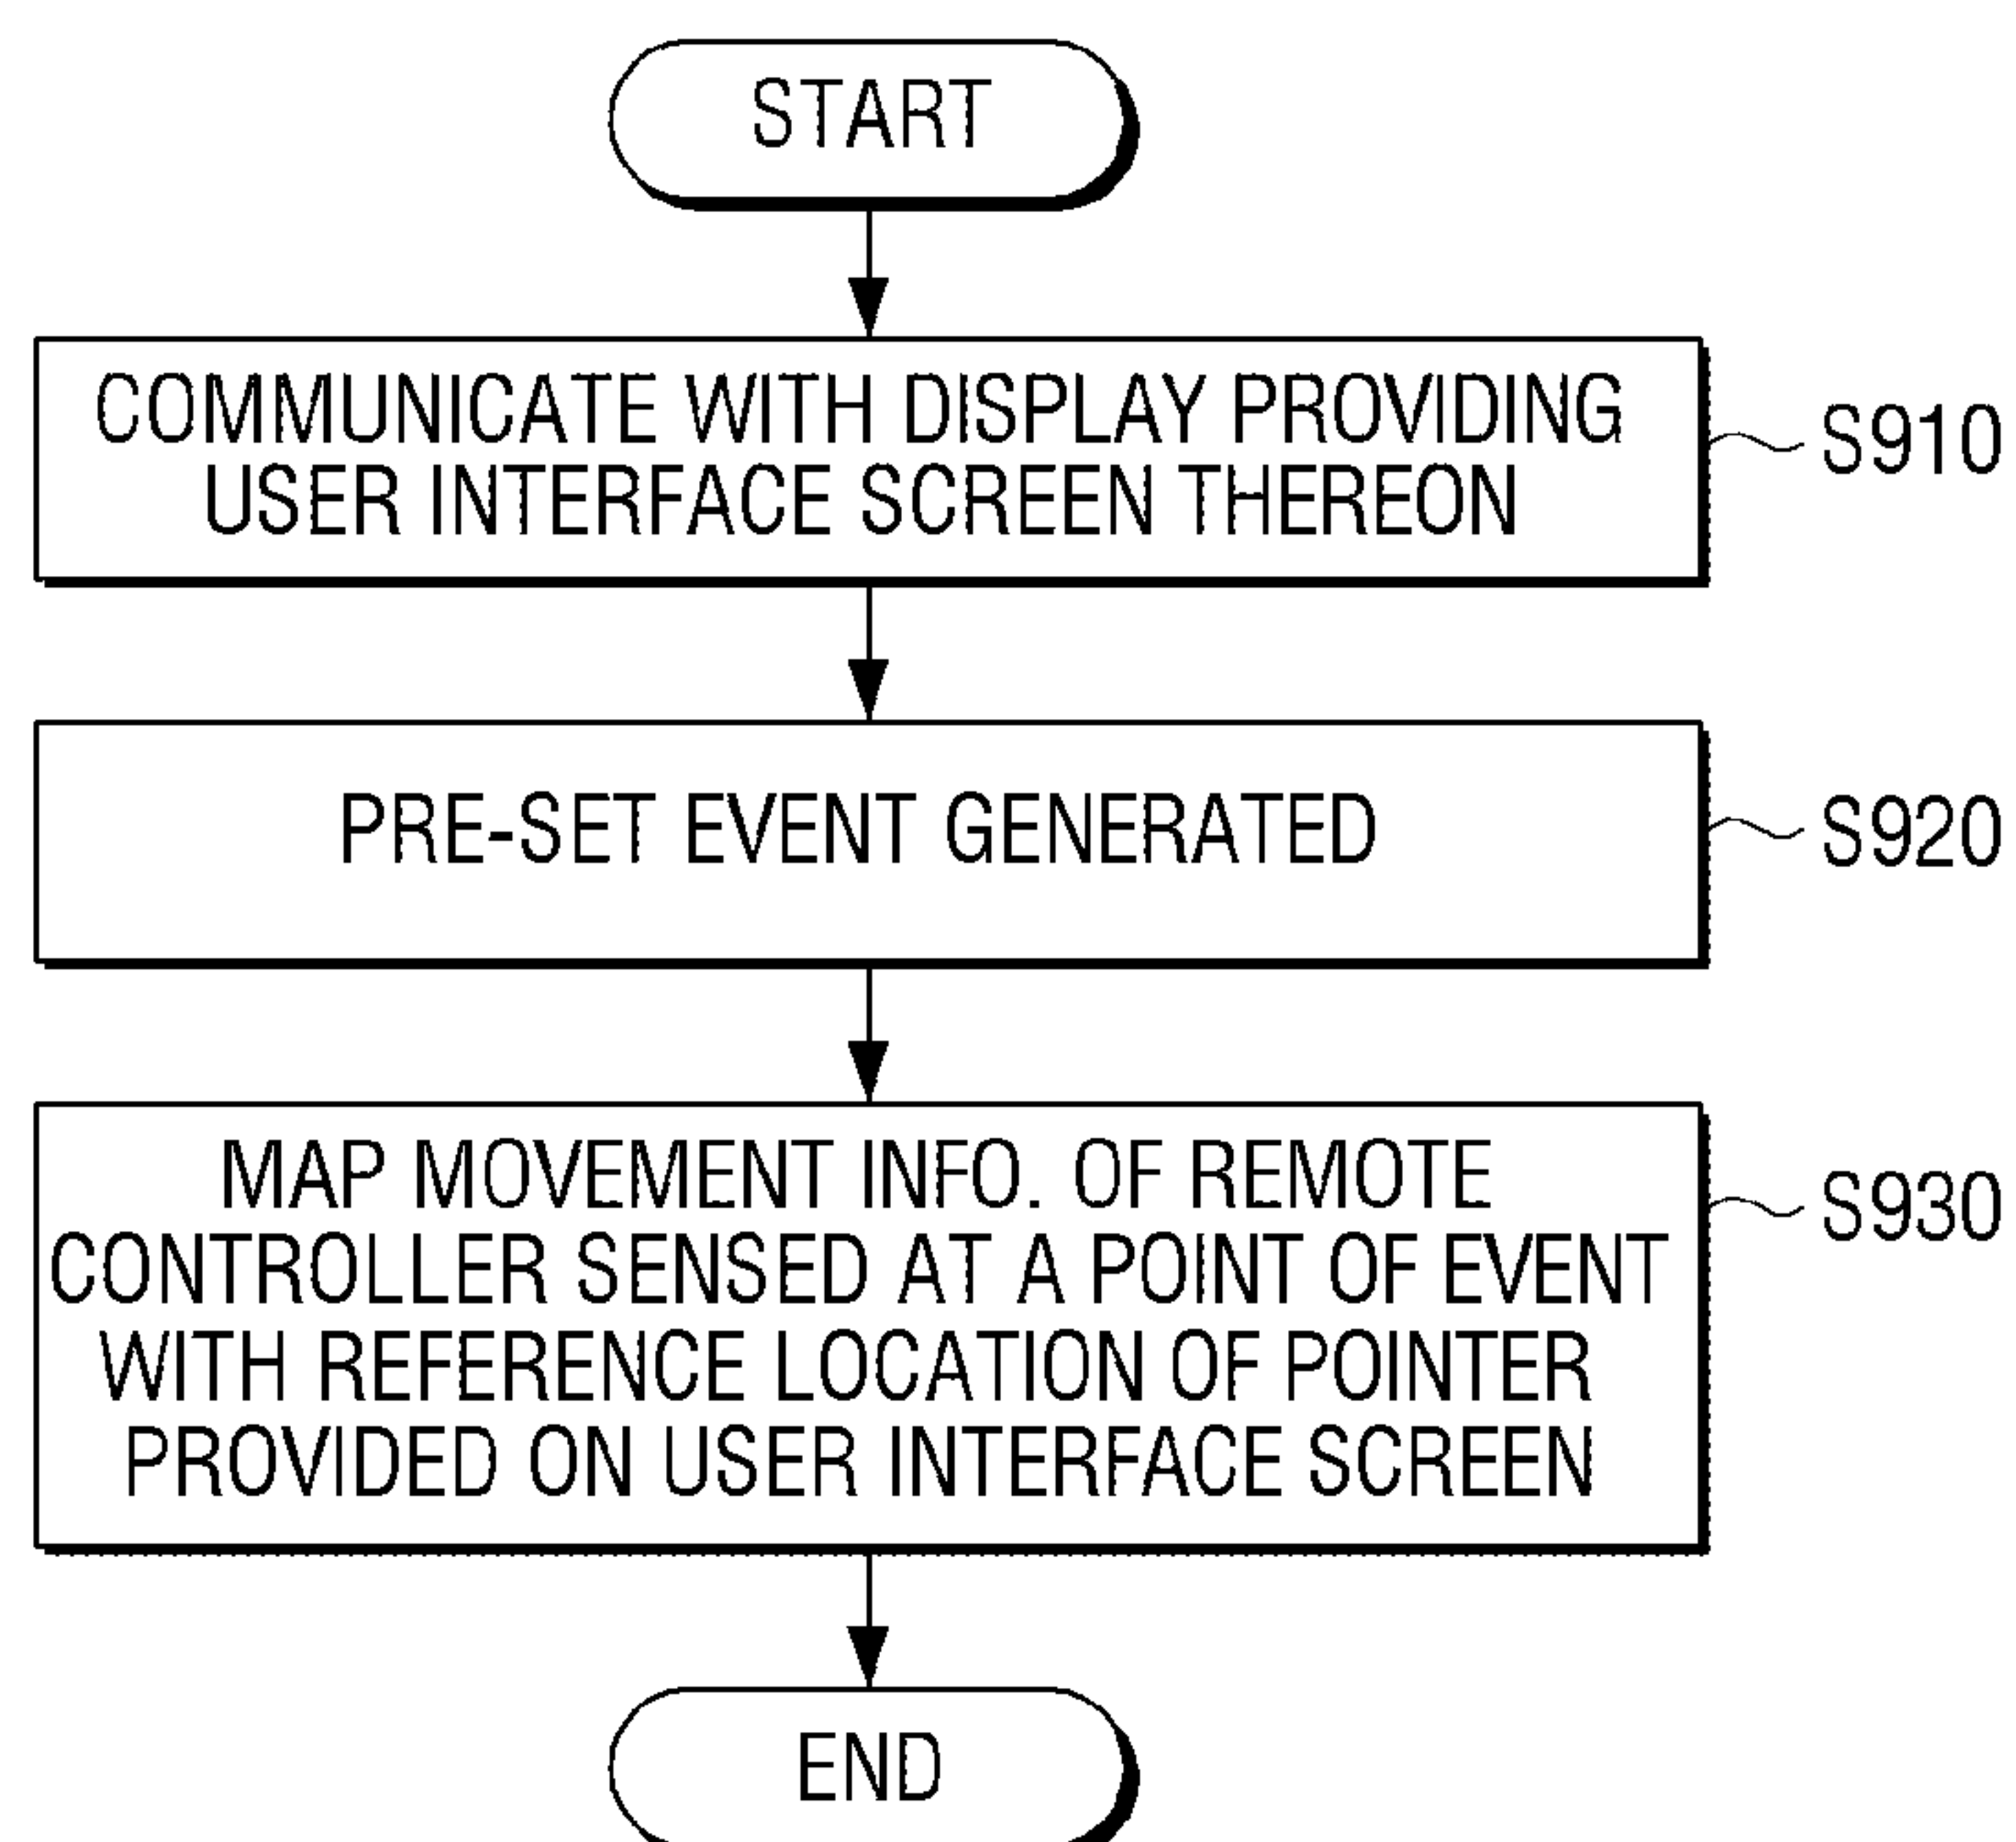 START
COMMUNICATE WITH DISPLAY PROVIDING
USER INTERFACE SCREEN THEREON
S910
PRE-SET EVENT GENERATED
S920
MAP MOVEMENT INFO. OF REMOTE
CONTROLLER SENSED AT A POINT OF EVENT
WITH REFERENCE LOCATION OF POINTER
PROVIDED ON USER INTERFACE SCREEN
S930
END